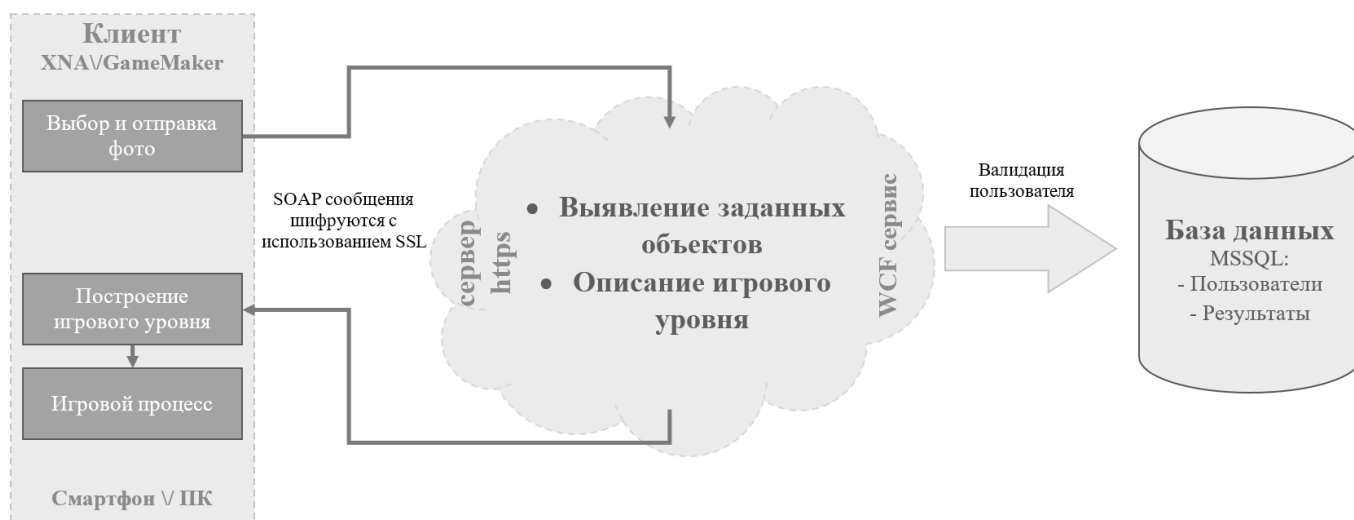 Клиент
XNA\/GameMaker
Выбор и отправка
фото
SOAP сообщения
шифруются с
использованием SSL
Построение
игрового уровня
Игровой процесс
Смартфон \/ ПК
сервер
https
• Выявление заданных
объектов
• Описание игрового
уровня
WCF сервис
Валидация
пользователя
База данных
MSSQL:
- Пользователи
- Результаты